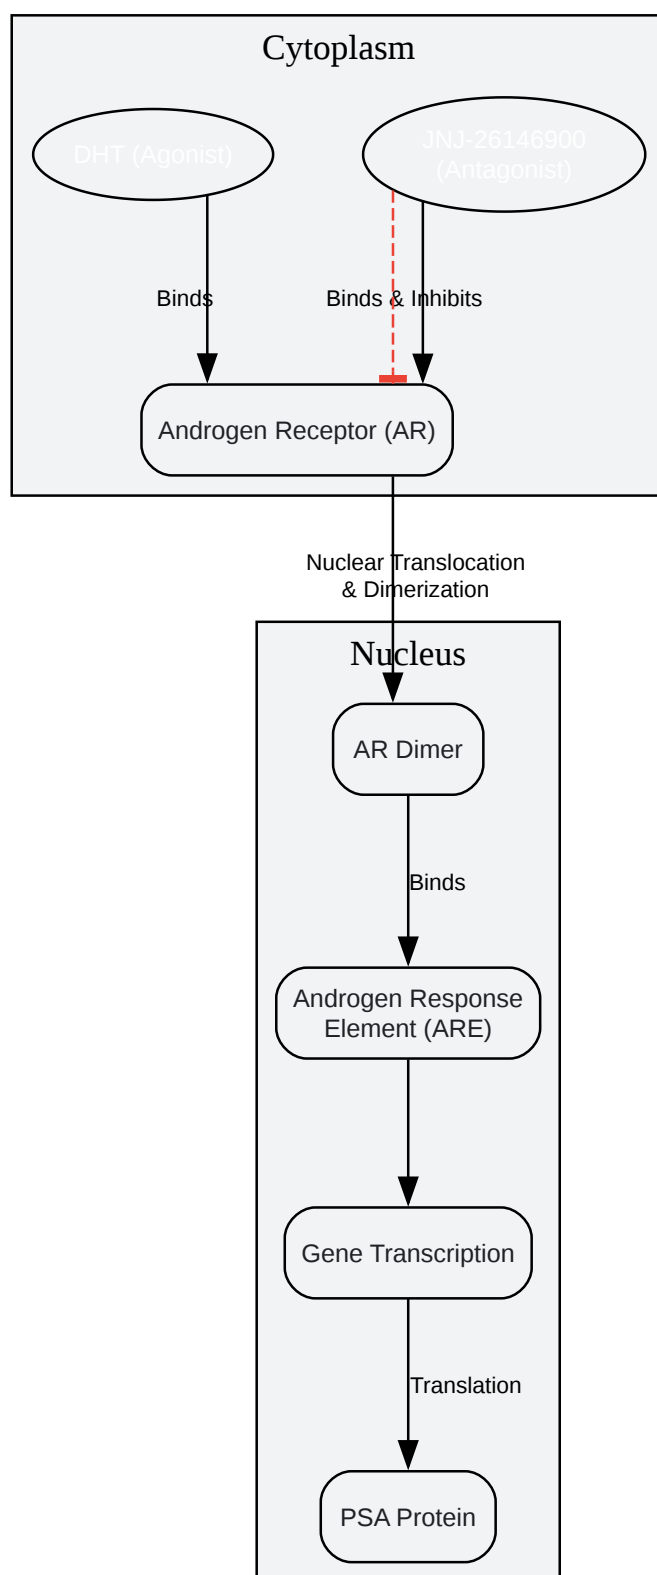 Cytoplasm
DHT (Agonist)
JNJ-26146900
(Antagonist)
Binds
Binds & Inhibits
Androgen Receptor (AR)
Nuclear Translocation
& Dimerization
Nucleus
AR Dimer
Binds
Androgen Response
Element (ARE)
Gene Transcription
Translation
PSA Protein